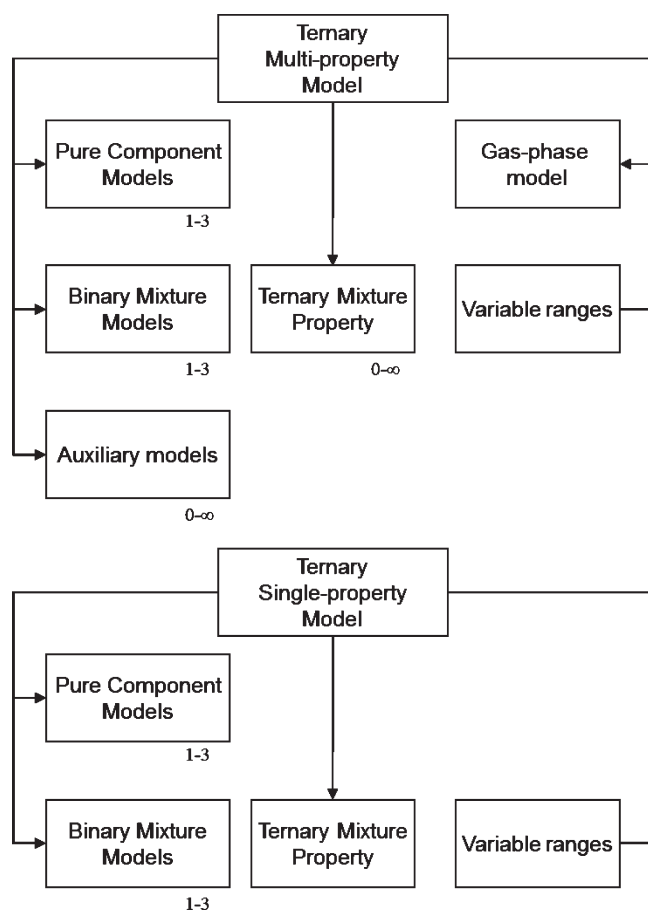 Ternary
Multi-property
Model
Pure Component
Models
1-3
Gas-phase
model
Binary Mixture
Models
1-3
Ternary Mixture
Property
0-∞
Variable ranges
Auxiliary models
0-∞
Ternary
Single-property
Model
Pure Component
Models
1-3
Binary Mixture
Models
1-3
Ternary Mixture
Property
Variable ranges